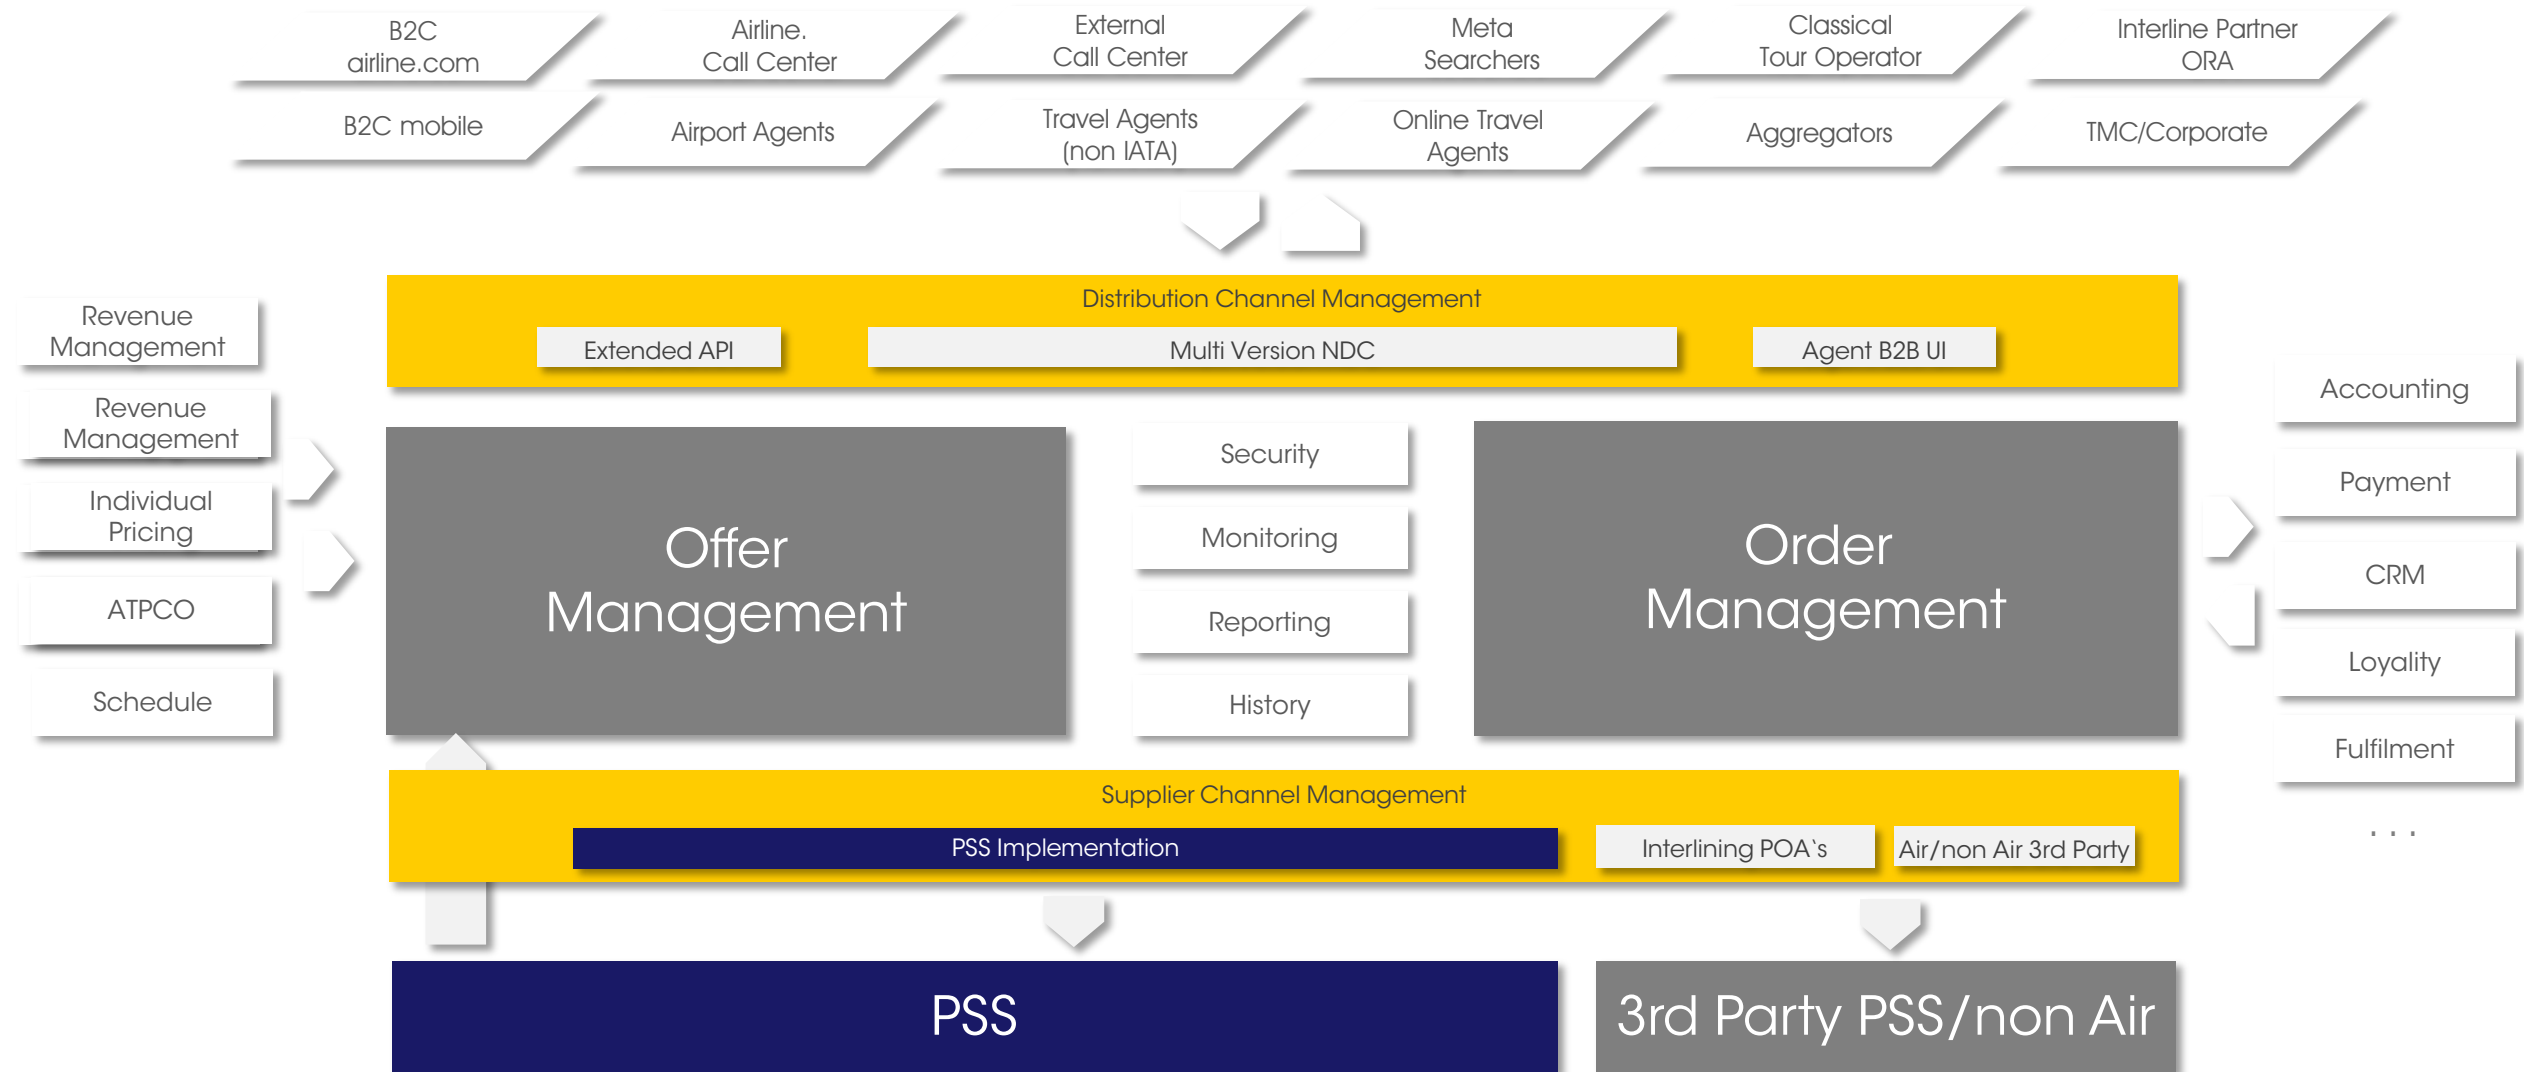 B2C
airline.com
Airline.
Call Center
External
Call Center
Meta
Searchers
Classical
Tour Operator
Interline Partner
ORA
B2C mobile
Airport Agents
Travel Agents
(non IATA)
Online Travel
Agents
Aggregators
TMC/Corporate
Distribution Channel Management
Extended API
Multi Version NDC
Agent B2B UI
Revenue
Management
Revenue
Management
Individual
Pricing
ATPCO
Schedule
Offer
Management
Security
Monitoring
Reporting
History
Order
Management
Accounting
Payment
CRM
Loyality
Fulfilment
. . .
Supplier Channel Management
PSS Implementation
Interlining POA‘s
Air/non Air 3rd Party
PSS
3rd Party PSS/non Air